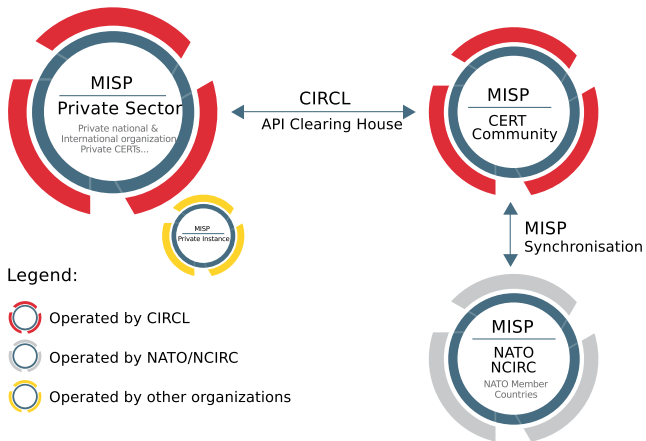 MISP
Private Sector
Private national &
International organization
Private CERTs...
CIRCL
API Clearing House
MISP
CERT
Community
MISP
Private Instance
MISP
Synchronisation
MISP
NATO
NCIRC
NATO Member
Countries
Legend:
Operated by CIRCL
Operated by NATO/NCIRC
Operated by other organizations